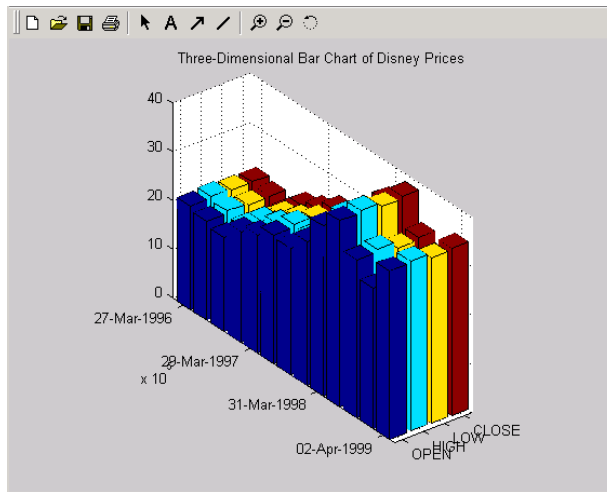 A
Three-Dimensional Bar Chart of Disney Prices
40
30
20
10
0
27-Mar-1996
29-Mar-1997
x 10
31-Mar-1998
02-Apr-1999
OPEN
HIGH
LOW
CLOSE